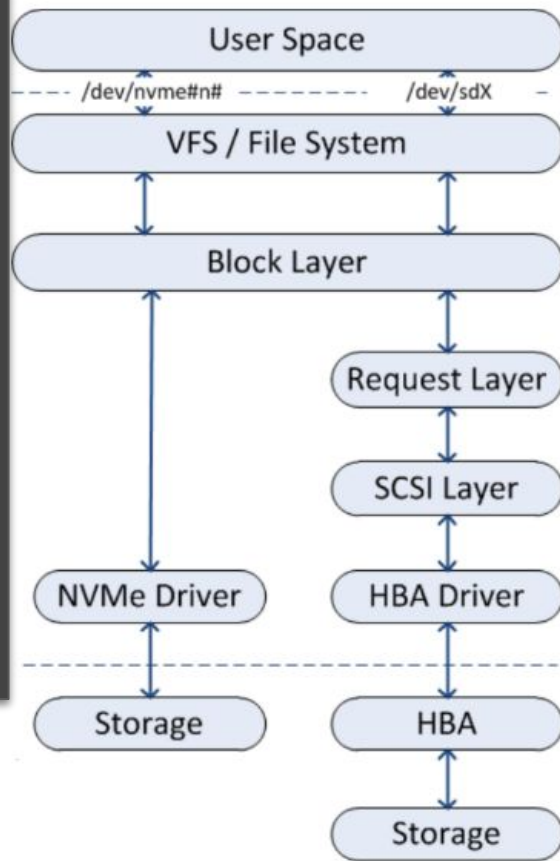 User Space
/dev/nvme#n# /dev/sdX
VFS / File System
Block Layer
Request Layer
SCSI Layer
NVMe Driver HBA Driver
Storage HBA
Storage